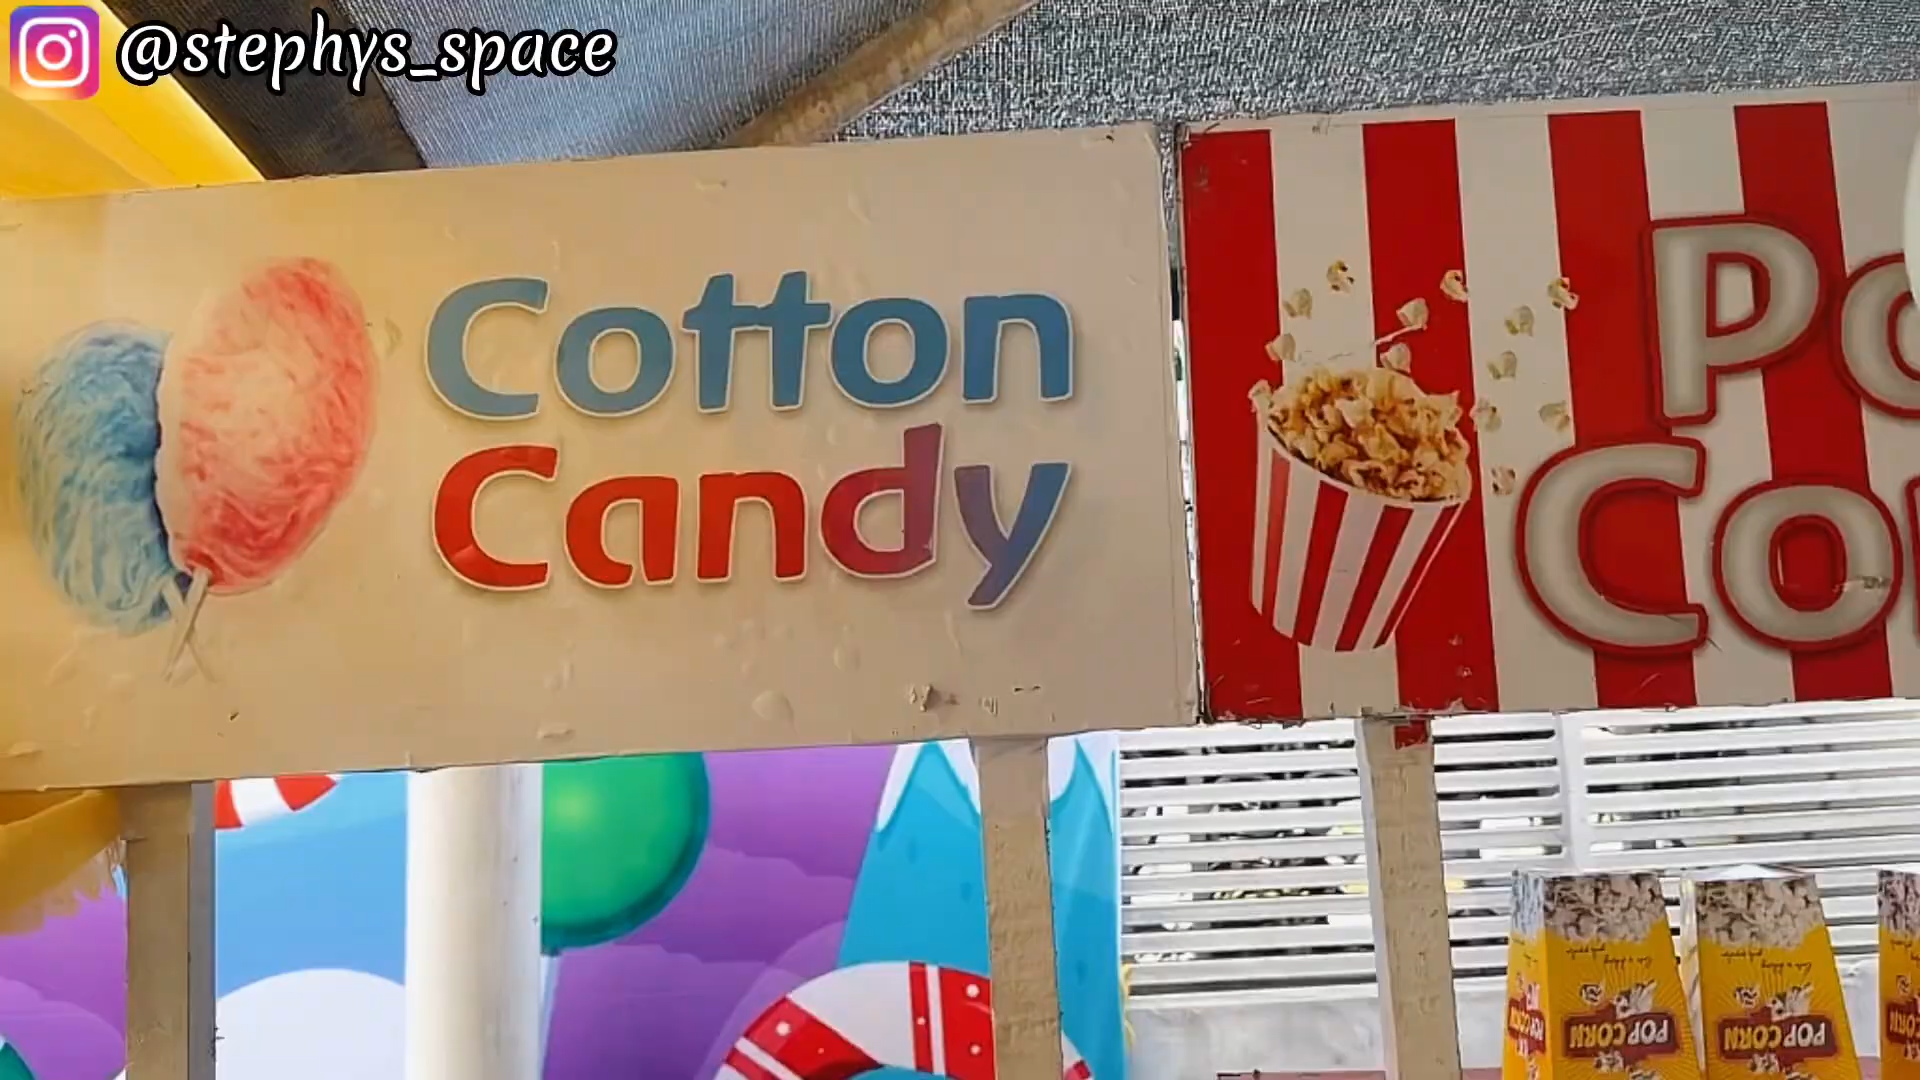 @stephys_space
Cotton
Candy
Po
Co
POP CORN
POP CORN